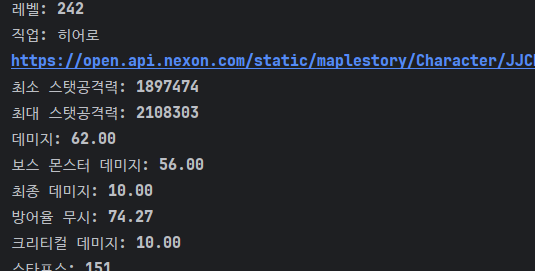 레벨: 242
직업: 히어로
https://open.api.nexon.com/static/maplestory/Character/JJC
최소 스탯공격력: 1897474
최대 스탯공격력: 2108303
데미지: 62.00
보스 몬스터 데미지: 56.00
최종 데미지: 10.00
방어율 무시: 74.27
크리티컬 데미지: 10.00
스타포스: 151